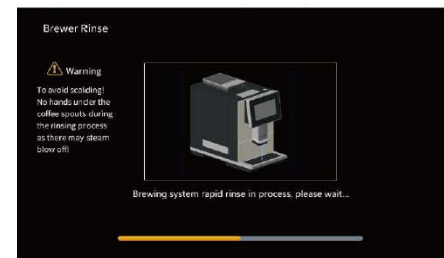 Brewer Rinse
Warning
To avoid scalding!
No hands under the
coffee spouts during
the rinsing process
as there may steam
blow off!
Brewing system rapid rinse in process, please wait...